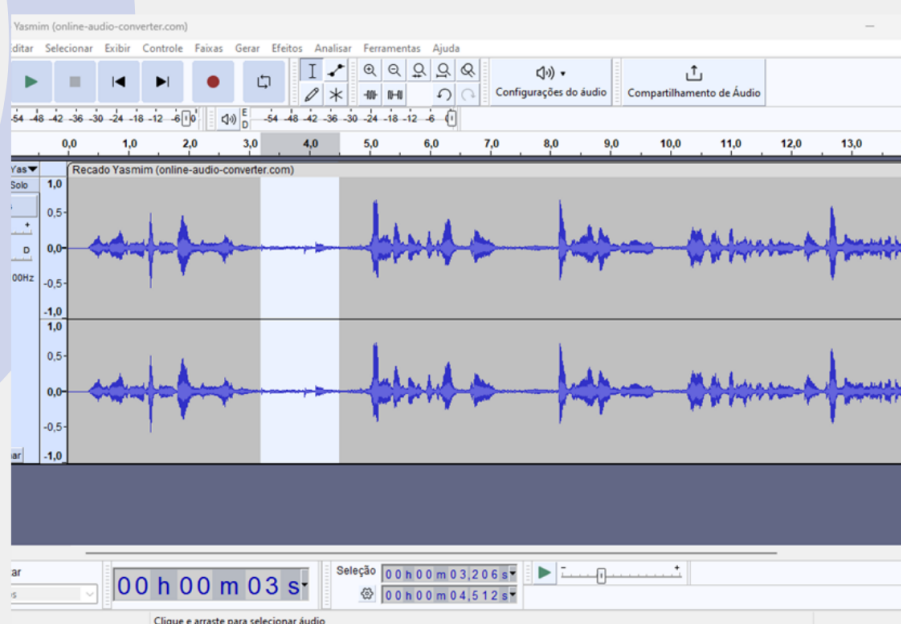 Yasmim (online-audio-converter.com)
ditar Selecionar Exibir Controle Faixas Gerar Efeitos Analisar Ferramentas Ajuda
Configurações do áudio Compartilhamento de Áudio
-54 -48 -42 -36 -30 -24 -18 -12 -6 0 E D -54 -48 -42 -36 -30 -24 -18 -12 -6 0
0,0 1,0 2,0 3,0 4,0 5,0 6,0 7,0 8,0 9,0 10,0 11,0 12,0 13,0
Yas Recado Yasmim (online-audio-converter.com)
Solo 1,0
0,5
+
D 0,0
00Hz -0,5
-1,0
1,0
0,5
0,0
-0,5
ar -1,0
ar
s
00 h 00 m 03 s
Seleção 00 h 00 m 03,206 s
00 h 00 m 04,512 s
- +
Clique e arraste para selecionar áudio